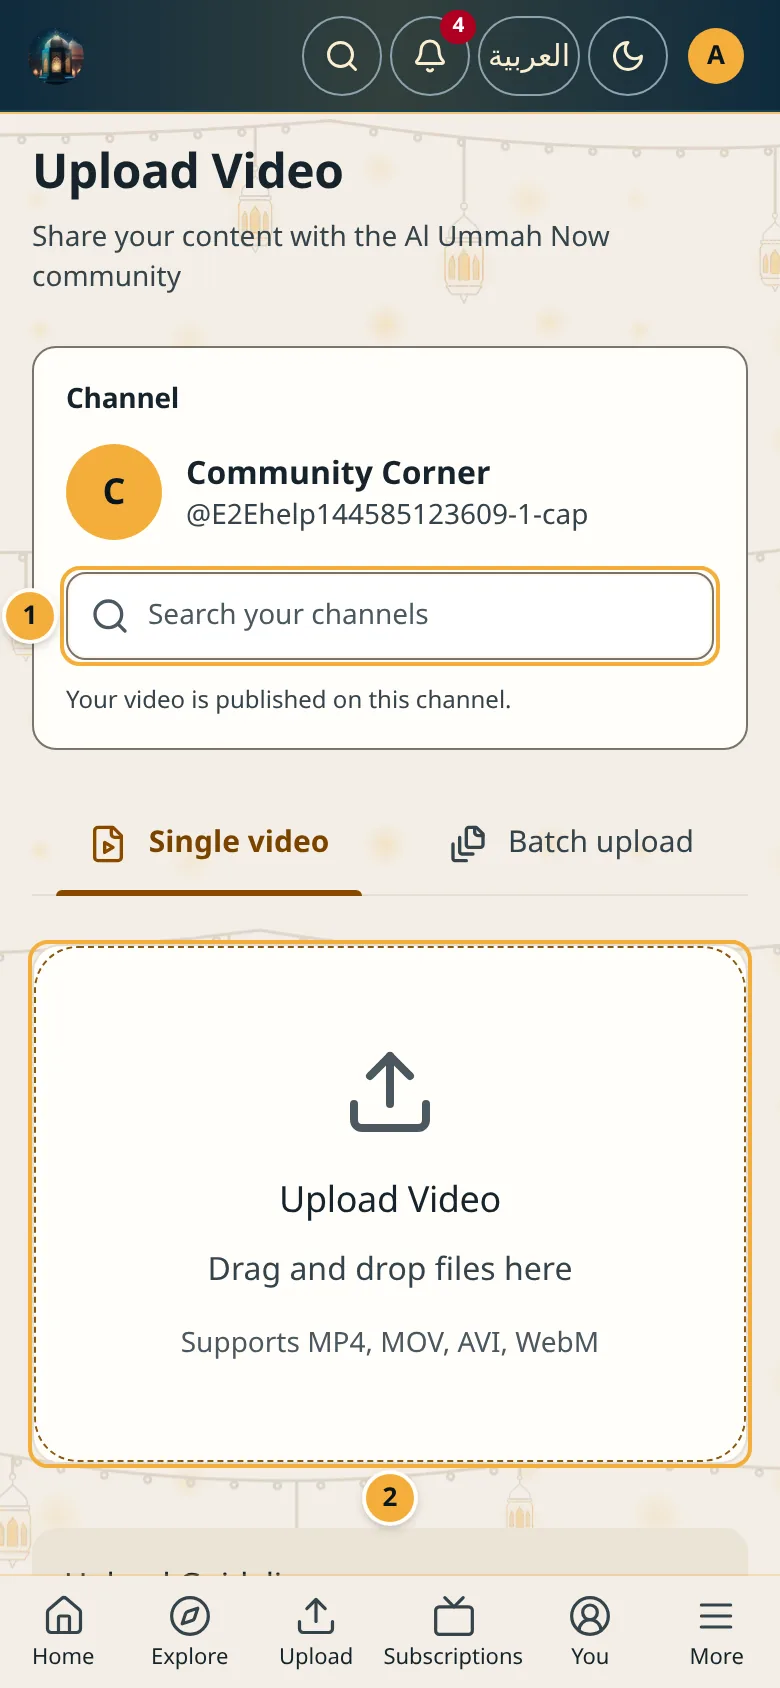 4
العربية
A
Upload Video
Share your content with the Al Ummah Now
community
Channel
C
Community Corner
@E2Ehelp144585123609-1-cap
1
Search your channels
Your video is published on this channel.
Single video
Batch upload
Upload Video
Drag and drop files here
Supports MP4, MOV, AVI, WebM
2
Home
Explore
Upload
Subscriptions
You
More